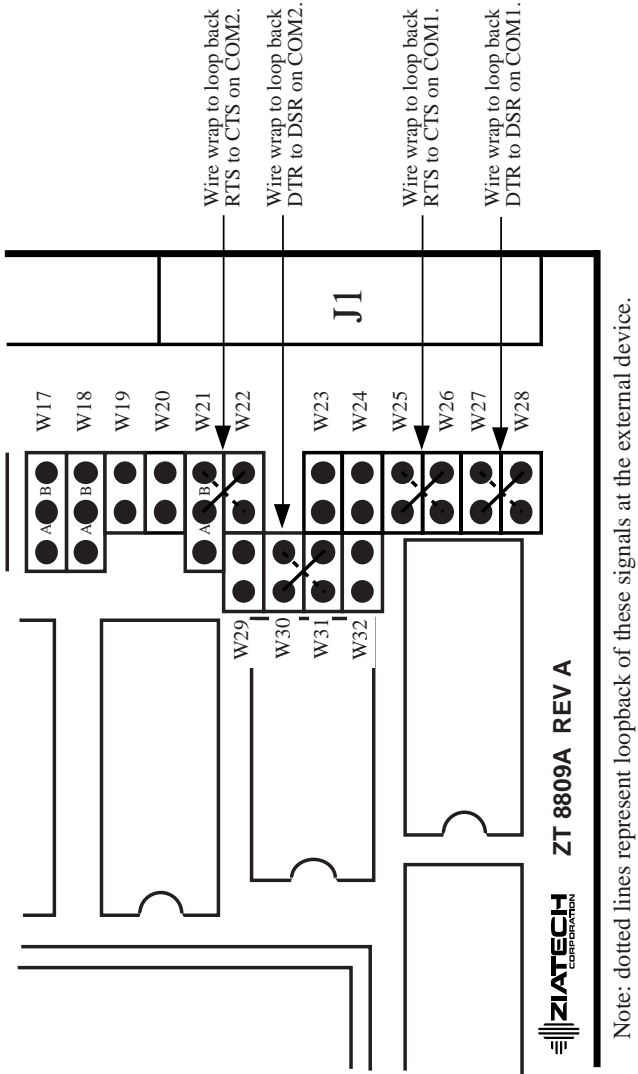 Wire wrap to loop back
RTS to CTS on COM2.
Wire wrap to loop back
DTR to DSR on COM2.
Wire wrap to loop back
RTS to CTS on COM1.
Wire wrap to loop back
DTR to DSR on COM1.
J1
W17
W18
W19
W20
W21
W22
W23
W24
W25
W26
W27
W28
A B
A B
A B
W29
W30
W31
W32
ZIATECH
CORPORATION
ZT 8809A REV A
Note: dotted lines represent loopback of these signals at the external device.